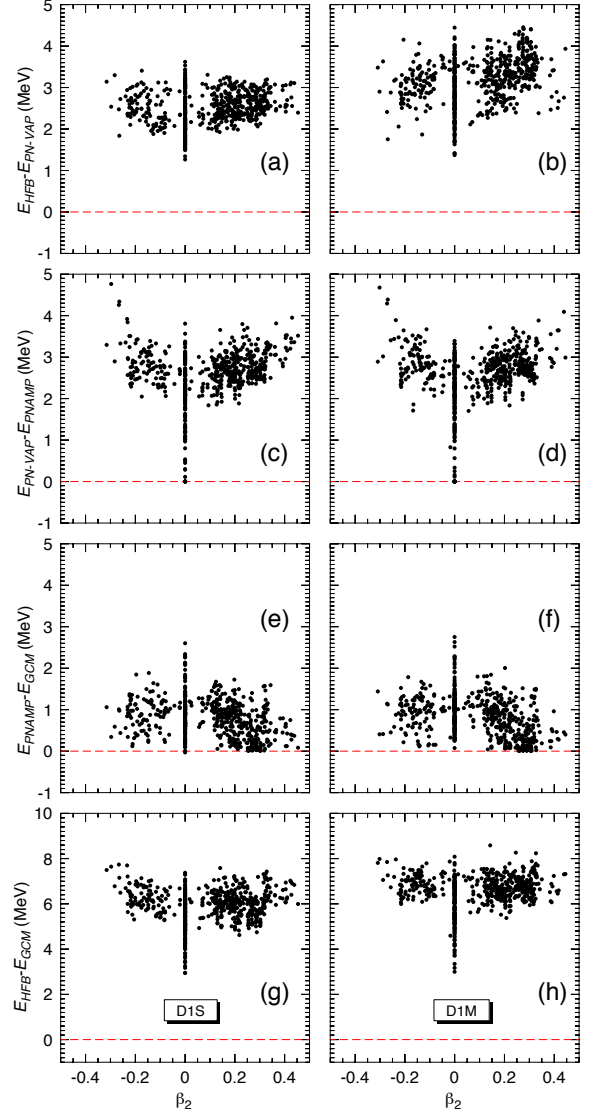 5
4
3
2
1
0
-1
E_HFB-E_PN-VAP (MeV)
(a)
(b)
5
4
3
2
1
0
-1
E_PN-VAP-E_PNAMP (MeV)
(c)
(d)
5
4
3
2
1
0
-1
E_PNAMP-E_GCM (MeV)
(e)
(f)
10
8
6
4
2
0
E_HFB-E_GCM (MeV)
(g)
(h)
D1S
D1M
-0.4 -0.2 0 0.2 0.4
-0.4 -0.2 0 0.2 0.4
β₂
β₂